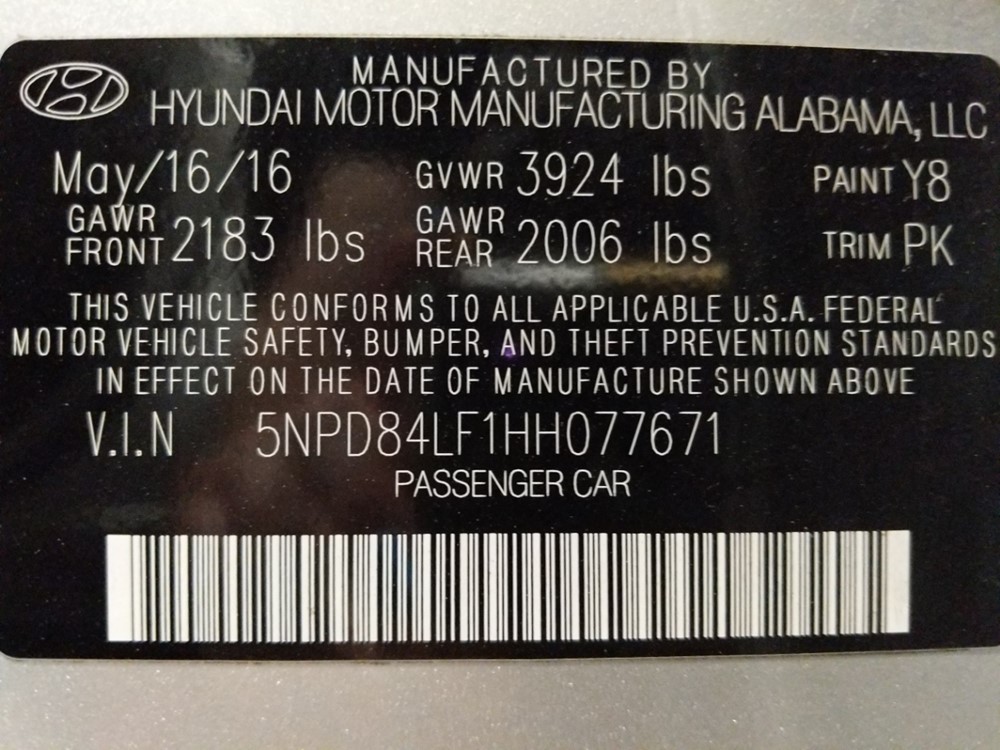 MANUFACTURED BY
HYUNDAI MOTOR MANUFACTURING ALABAMA, LLC
May/16/16 GVWR 3924 lbs PAINT Y8
GAWR FRONT 2183 lbs GAWR REAR 2006 lbs TRIM PK
THIS VEHICLE CONFORMS TO ALL APPLICABLE U.S.A. FEDERAL
MOTOR VEHICLE SAFETY, BUMPER, AND THEFT PREVENTION STANDARDS
IN EFFECT ON THE DATE OF MANUFACTURE SHOWN ABOVE
V.I.N 5NPD84LF1HH077671
PASSENGER CAR